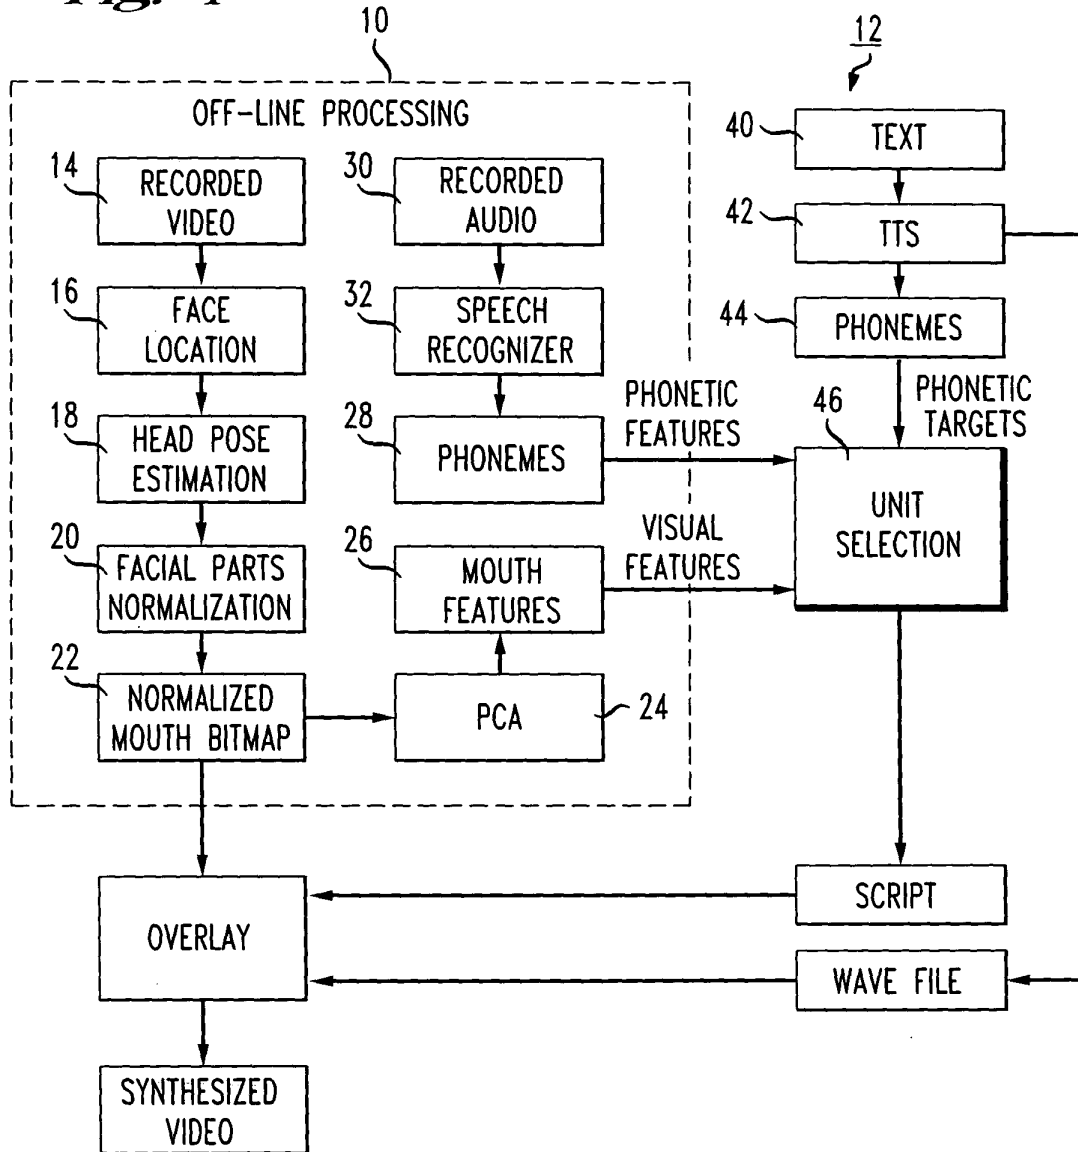 Fig. 1
10
12
OFF-LINE PROCESSING
14
RECORDED
VIDEO
16
FACE
LOCATION
18
HEAD POSE
ESTIMATION
20
FACIAL PARTS
NORMALIZATION
22
NORMALIZED
MOUTH BITMAP
30
RECORDED
AUDIO
32
SPEECH
RECOGNIZER
28
PHONEMES
26
MOUTH
FEATURES
PCA
24
PHONETIC
FEATURES
VISUAL
FEATURES
40
TEXT
42
TTS
44
PHONEMES
PHONETIC
TARGETS
46
UNIT
SELECTION
SCRIPT
OVERLAY
WAVE FILE
SYNTHESIZED
VIDEO